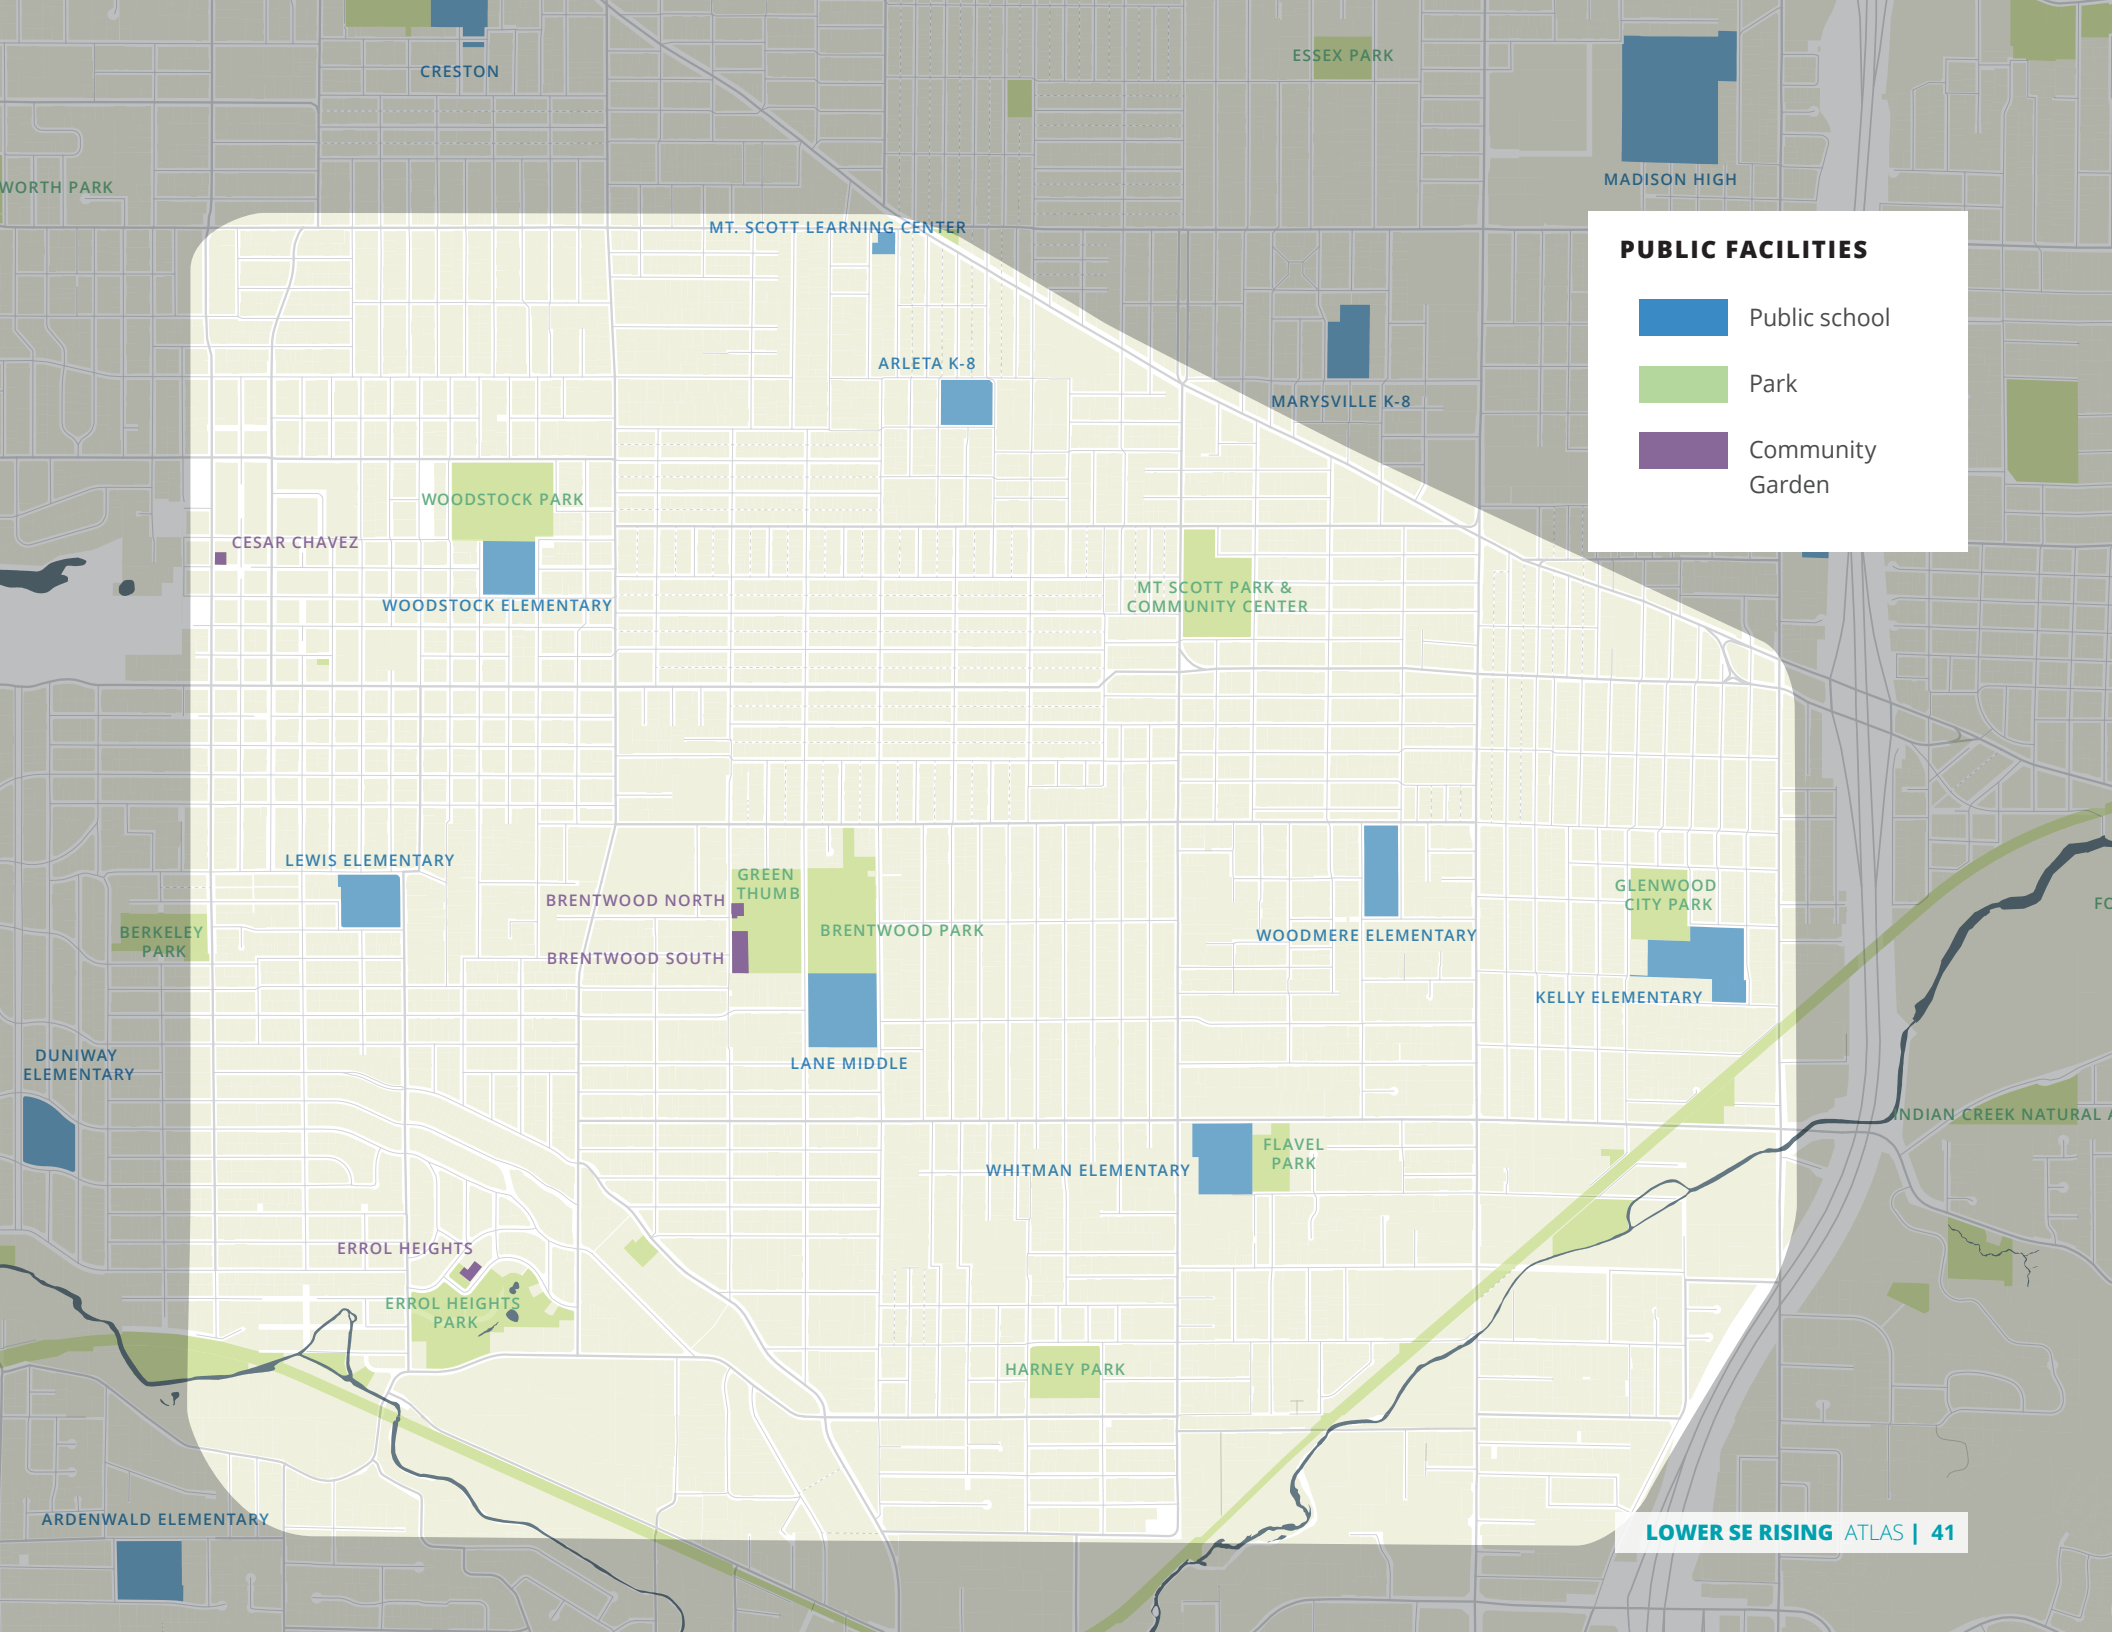 CRESTON
ESSEX PARK
WORTH PARK
MADISON HIGH
MT. SCOTT LEARNING CENTER
PUBLIC FACILITIES
Public school
Park
Community
Garden
ARLETA K-8
MARYSVILLE K-8
WOODSTOCK PARK
CESAR CHAVEZ
WOODSTOCK ELEMENTARY
MT SCOTT PARK &
COMMUNITY CENTER
LEWIS ELEMENTARY
GREEN
THUMB
BRENTWOOD NORTH
BRENTWOOD PARK
BRENTWOOD SOUTH
GLENWOOD
CITY PARK
FO
BERKELEY
PARK
WOODMERE ELEMENTARY
KELLY ELEMENTARY
DUNIWAY
ELEMENTARY
LANE MIDDLE
INDIAN CREEK NATURAL A
WHITMAN ELEMENTARY
FLAVEL
PARK
ERROL HEIGHTS
ERROL HEIGHTS
PARK
HARNEY PARK
ARDENWALD ELEMENTARY
LOWER SE RISING ATLAS | 41